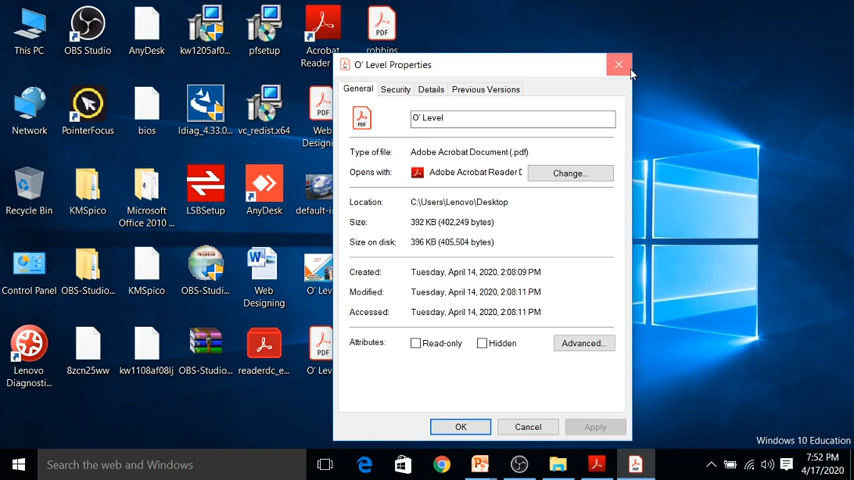 This PC
OBS Studio
AnyDesk
kw1205af0...
pfsetup
Acrobat
Reader
robbins
Network
PointerFocus
bios
ldiag_4.33.0...
vc_redist.x64
Web
Designi
Recycle Bin
KMSpico
Microsoft
Office 2010 ...
LSBSetup
AnyDesk
default-i
Control Panel
OBS-Studio...
KMSpico
OBS-Studio...
Web
Designing
O' Lev
Lenovo
Diagnosti...
8zcn25ww
kw1108af08lj
OBS-Studio...
readerdc_e...
O' Leve
O' Level Properties
General
Security
Details
Previous Versions
O' Level
Type of file:
Adobe Acrobat Document (.pdf)
Opens with:
Adobe Acrobat Reader D
Change...
Location:
C:\Users\Lenovo\Desktop
Size:
392 KB (402,249 bytes)
Size on disk:
396 KB (405,504 bytes)
Created:
Tuesday, April 14, 2020, 2:08:09 PM
Modified:
Tuesday, April 14, 2020, 2:08:11 PM
Accessed:
Tuesday, April 14, 2020, 2:08:11 PM
Attributes:
Read-only
Hidden
Advanced...
OK
Cancel
Apply
Windows 10 Education
Search the web and Windows
7:52 PM
4/17/2020